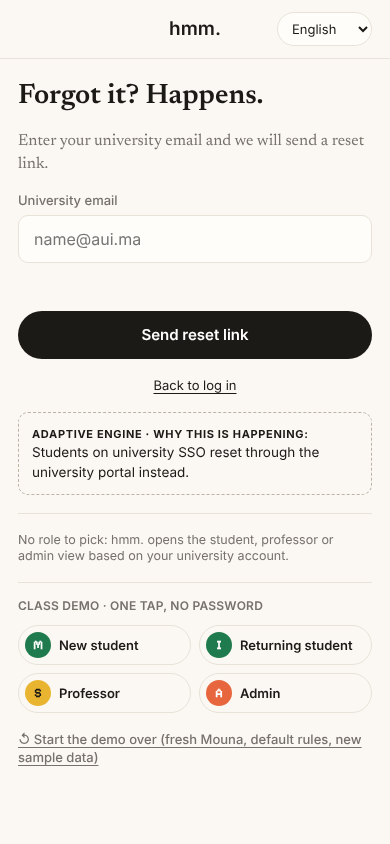 hmm.
English
Forgot it? Happens.
Enter your university email and we will send a reset
link.
University email
name@aui.ma
Send reset link
Back to log in
ADAPTIVE ENGINE · WHY THIS IS HAPPENING:
Students on university SSO reset through the
university portal instead.
No role to pick: hmm. opens the student, professor or
admin view based on your university account.
CLASS DEMO · ONE TAP, NO PASSWORD
M New student
I Returning student
S Professor
A Admin
↺ Start the demo over (fresh Mouna, default rules, new
sample data)